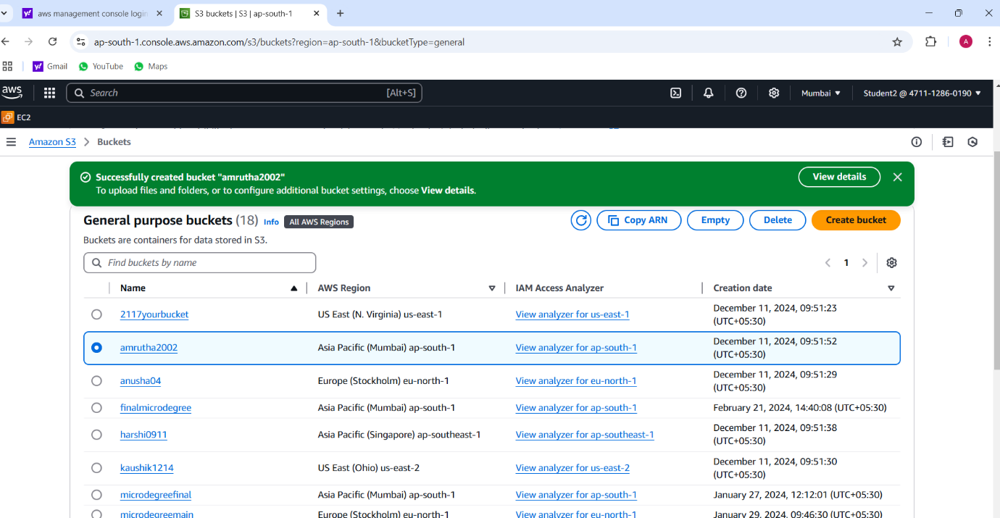 aws management console login
S3 buckets | S3 | ap-south-1
ap-south-1.console.aws.amazon.com/s3/buckets?region=ap-south-1&bucketType=general
A
Gmail
YouTube
Maps
aws
Search
[Alt+S]
Mumbai
Student2 @ 4711-1286-0190
EC2
Amazon S3
Buckets
Successfully created bucket "amrutha2002"
To upload files and folders, or to configure additional bucket settings, choose View details.
View details
General purpose buckets (18) Info All AWS Regions
Copy ARN
Empty
Delete
Create bucket
Buckets are containers for data stored in S3.
Find buckets by name
1
Name AWS Region IAM Access Analyzer Creation date
2117yourbucket US East (N. Virginia) us-east-1 View analyzer for us-east-1 December 11, 2024, 09:51:23
(UTC+05:30)
amrutha2002 Asia Pacific (Mumbai) ap-south-1 View analyzer for ap-south-1 December 11, 2024, 09:51:52
(UTC+05:30)
anusha04 Europe (Stockholm) eu-north-1 View analyzer for eu-north-1 December 11, 2024, 09:51:29
(UTC+05:30)
finalmicrodegree Asia Pacific (Mumbai) ap-south-1 View analyzer for ap-south-1 February 21, 2024, 14:40:08 (UTC+05:30)
harshi0911 Asia Pacific (Singapore) ap-southeast-1 View analyzer for ap-southeast-1 December 11, 2024, 09:51:38
(UTC+05:30)
kaushik1214 US East (Ohio) us-east-2 View analyzer for us-east-2 December 11, 2024, 09:51:30
(UTC+05:30)
microdegreefinal Asia Pacific (Mumbai) ap-south-1 View analyzer for ap-south-1 January 27, 2024, 12:12:01 (UTC+05:30)
microdegreemain Europe (Stockholm) eu-north-1 View analyzer for eu-north-1 January 29, 2024, 09:46:30 (UTC+05:30)